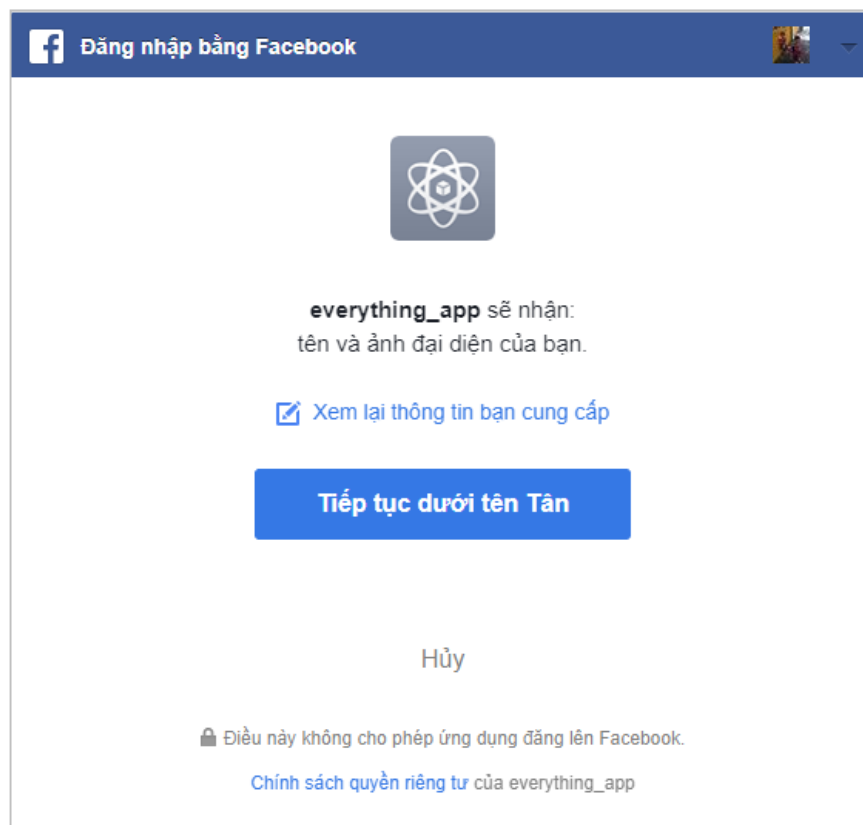 Đăng nhập bằng Facebook
everything_app sẽ nhận:
tên và ảnh đại diện của bạn.
Xem lại thông tin bạn cung cấp
Tiếp tục dưới tên Tân
Hủy
Điều này không cho phép ứng dụng đăng lên Facebook.
Chính sách quyền riêng tư của everything_app